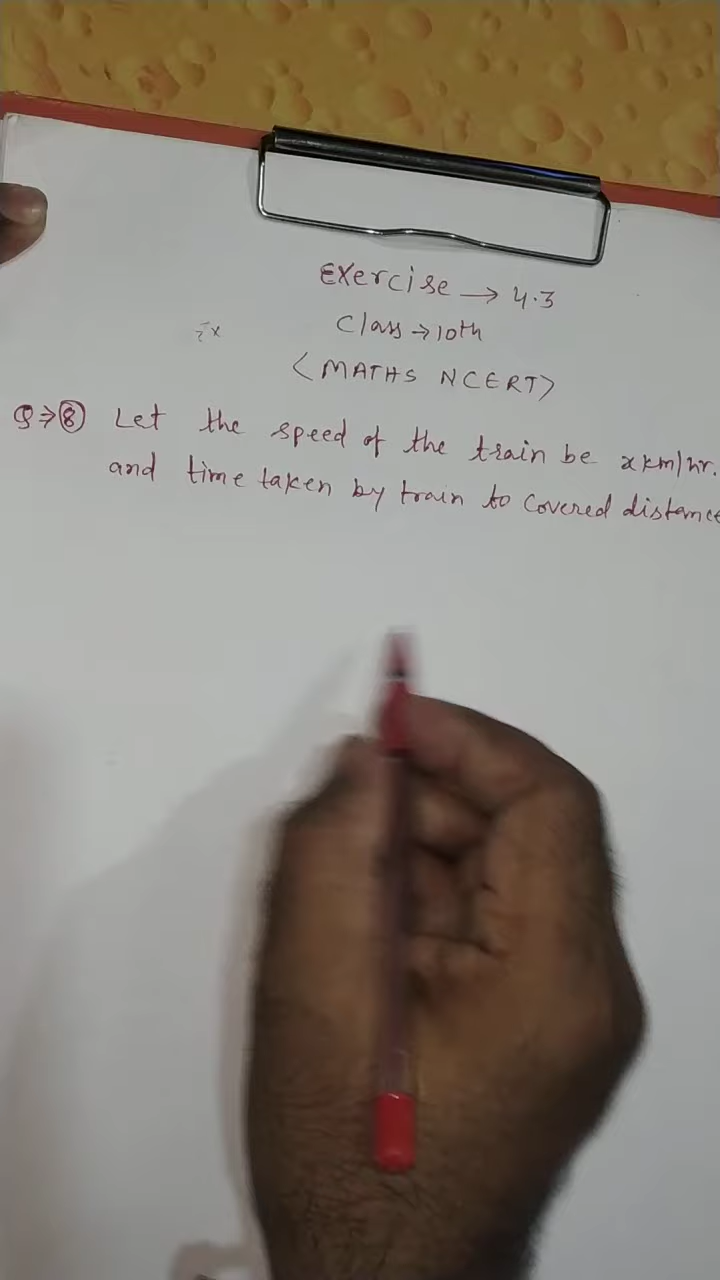 Exercise → 4.3
Class → 10th
<MATHS NCERT>
Q⇒⑧ Let the speed of the train be x km/hr.
and time taken by train to covered distance